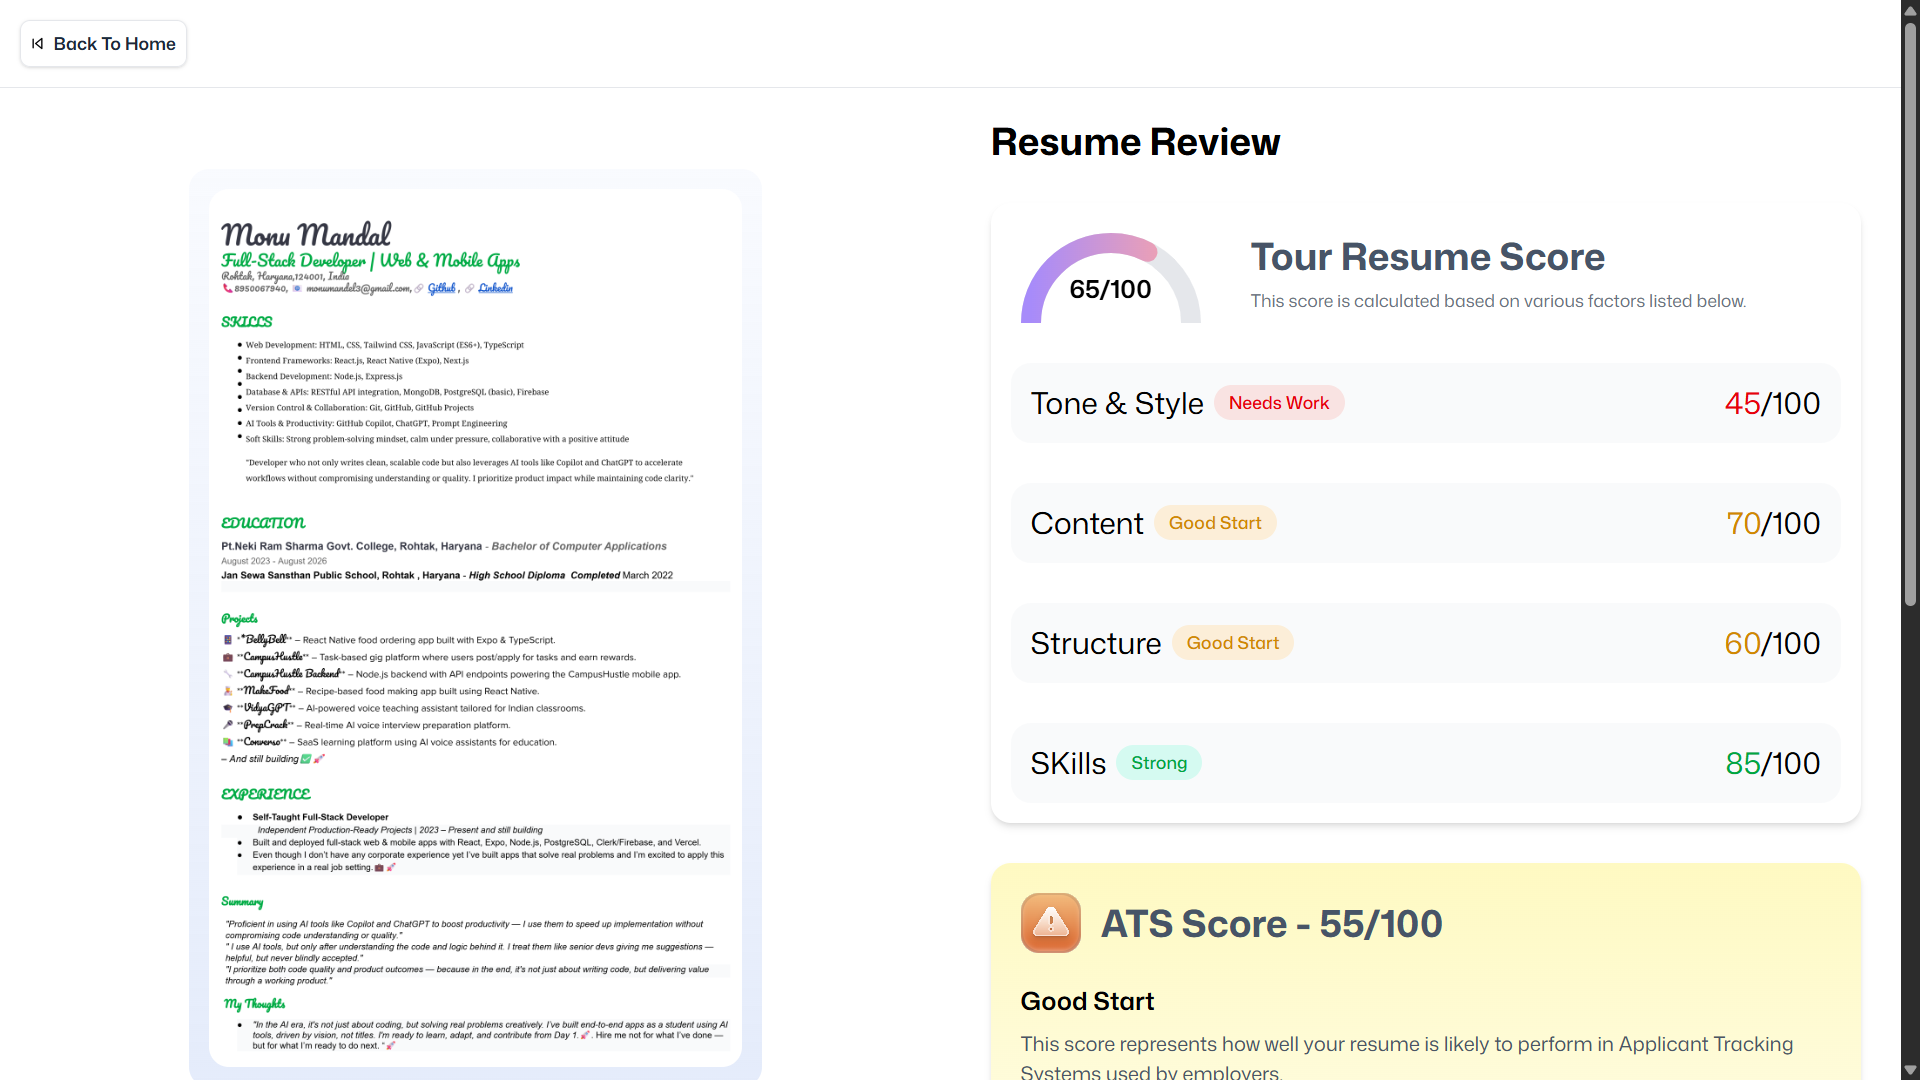 Back To Home
Monu Mandal
Full-Stack Developer | Web & Mobile Apps
Rohtak, Haryana,124001, India
8950067940, monumandel3@gmail.com, Github , Linkedin
SKILLS
Web Development: HTML, CSS, Tailwind CSS, JavaScript (ES6+), TypeScript
Frontend Frameworks: React.js, React Native (Expo), Next.js
Backend Development: Node.js, Express.js
Database & APIs: RESTful API integration, MongoDB, PostgreSQL (basic), Firebase
Version Control & Collaboration: Git, GitHub, GitHub Projects
AI Tools & Productivity: GitHub Copilot, ChatGPT, Prompt Engineering
Soft Skills: Strong problem-solving mindset, calm under pressure, collaborative with a positive attitude
"Developer who not only writes clean, scalable code but also leverages AI tools like Copilot and ChatGPT to accelerate
workflows without compromising understanding or quality. I prioritize product impact while maintaining code clarity."
EDUCATION
Pt.Neki Ram Sharma Govt. College, Rohtak, Haryana - Bachelor of Computer Applications
August 2023 - August 2026
Jan Sewa Sansthan Public School, Rohtak , Haryana - High School Diploma Completed March 2022
Projects
**BellyBell** – React Native food ordering app built with Expo & TypeScript.
**CampusHustle** – Task-based gig platform where users post/apply for tasks and earn rewards.
**CampusHustle Backend** – Node.js backend with API endpoints powering the CampusHustle mobile app.
**MakeFood** – Recipe-based food making app built using React Native.
**VidyaGPT** – AI-powered voice teaching assistant tailored for Indian classrooms.
**PrepCrack** – Real-time AI voice interview preparation platform.
**Converso** – SaaS learning platform using AI voice assistants for education.
– And still building ✅ 🚀
EXPERIENCE
Self-Taught Full-Stack Developer
Independent Production-Ready Projects | 2023 – Present and still building
Built and deployed full-stack web & mobile apps with React, Expo, Node.js, PostgreSQL, Clerk/Firebase, and Vercel.
Even though I don't have any corporate experience yet I've built apps that solve real problems and I'm excited to apply this
experience in a real job setting. 💼 🚀
Summary
"Proficient in using AI tools like Copilot and ChatGPT to boost productivity — I use them to speed up implementation without
compromising code understanding or quality."
" I use AI tools, but only after understanding the code and logic behind it. I treat them like senior devs giving me suggestions —
helpful, but never blindly accepted."
"I prioritize both code quality and product outcomes — because in the end, it's not just about writing code, but delivering value
through a working product."
My Thoughts
"In the AI era, it's not just about coding, but solving real problems creatively. I've built end-to-end apps as a student using AI
tools, driven by vision, not titles. I'm ready to learn, adapt, and contribute from Day 1. 🚀 . Hire me not for what I've done —
but for what I'm ready to do next. " 🚀
Resume Review
65/100
Tour Resume Score
This score is calculated based on various factors listed below.
Tone & Style Needs Work 45/100
Content Good Start 70/100
Structure Good Start 60/100
SKills Strong 85/100
ATS Score - 55/100
Good Start
This score represents how well your resume is likely to perform in Applicant Tracking
Systems used by employers.